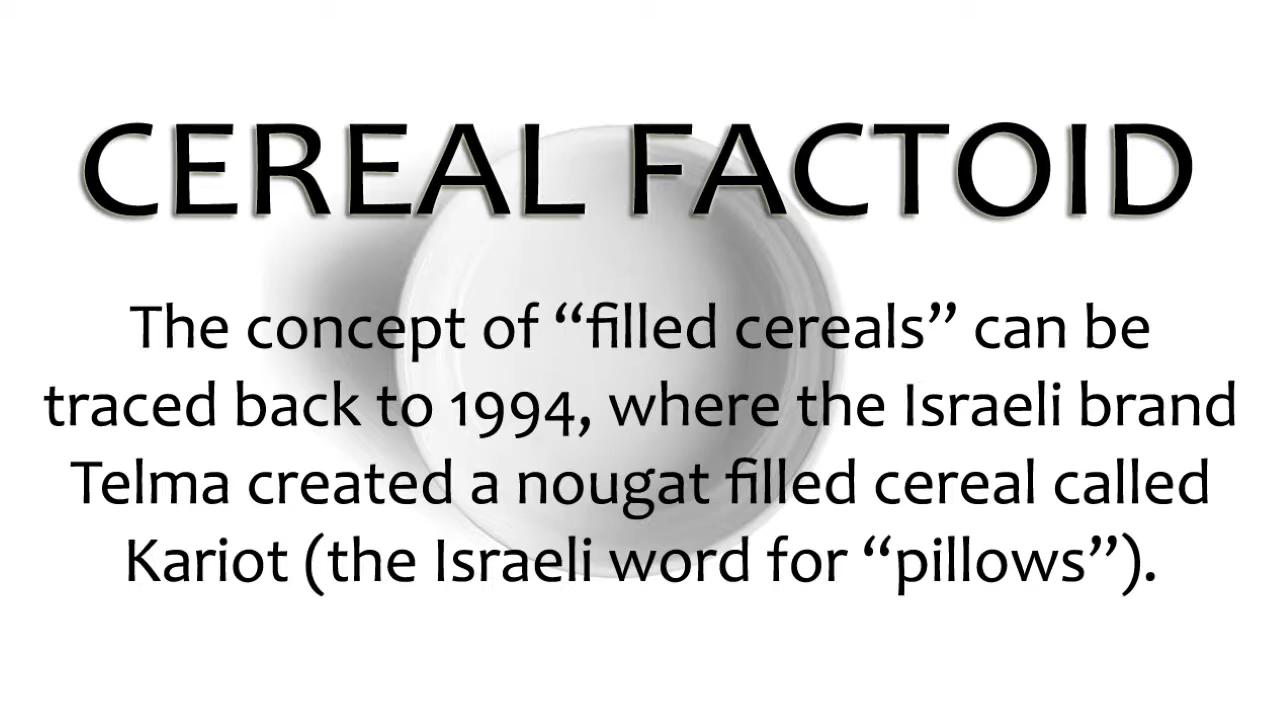 CEREAL FACTOID
The concept of “filled cereals” can be
traced back to 1994, where the Israeli brand
Telma created a nougat filled cereal called
Kariot (the Israeli word for “pillows”).